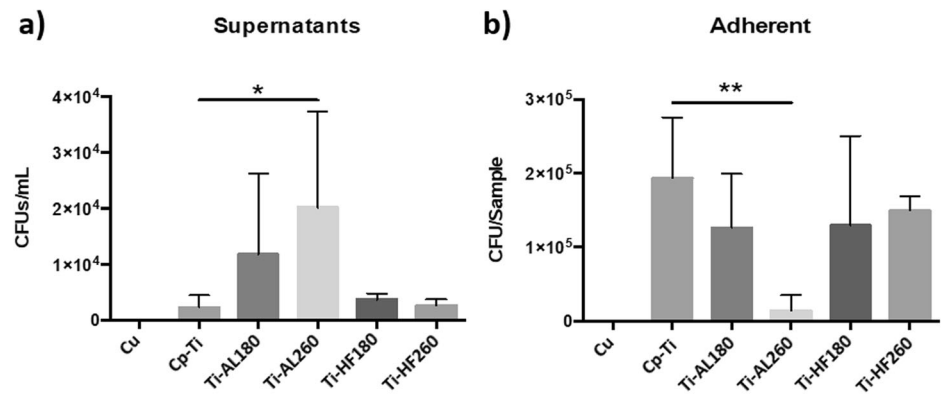 a)
Supernatants
CFUs/mL
4×10⁴
3×10⁴
2×10⁴
1×10⁴
0
*
Cu
Cp-Ti
Ti-AL180
Ti-AL260
Ti-HF180
Ti-HF260
b)
Adherent
CFU/Sample
3×10⁵
2×10⁵
1×10⁵
0
**
Cu
Cp-Ti
Ti-AL180
Ti-AL260
Ti-HF180
Ti-HF260